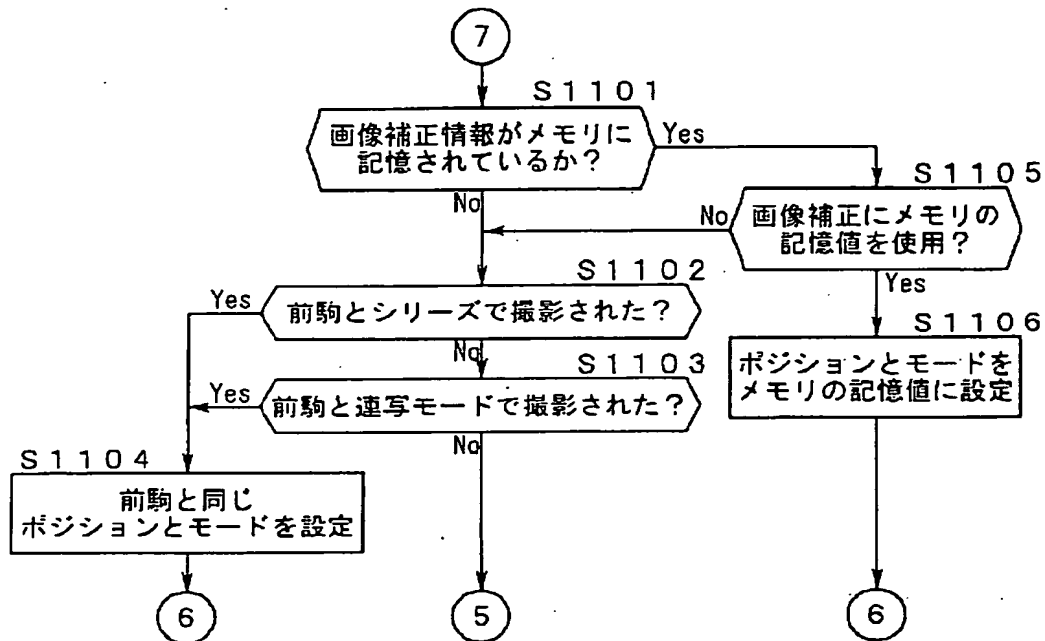 7
S1101
画像補正情報がメモリに
記憶されているか?
Yes
No
S1105
画像補正にメモリの
記憶値を使用?
No
Yes
S1102
前駒とシリーズで撮影された?
Yes
No
S1106
ポジションとモードを
メモリの記憶値に設定
S1103
前駒と連写モードで撮影された?
Yes
No
S1104
前駒と同じ
ポジションとモードを設定
6
5
6